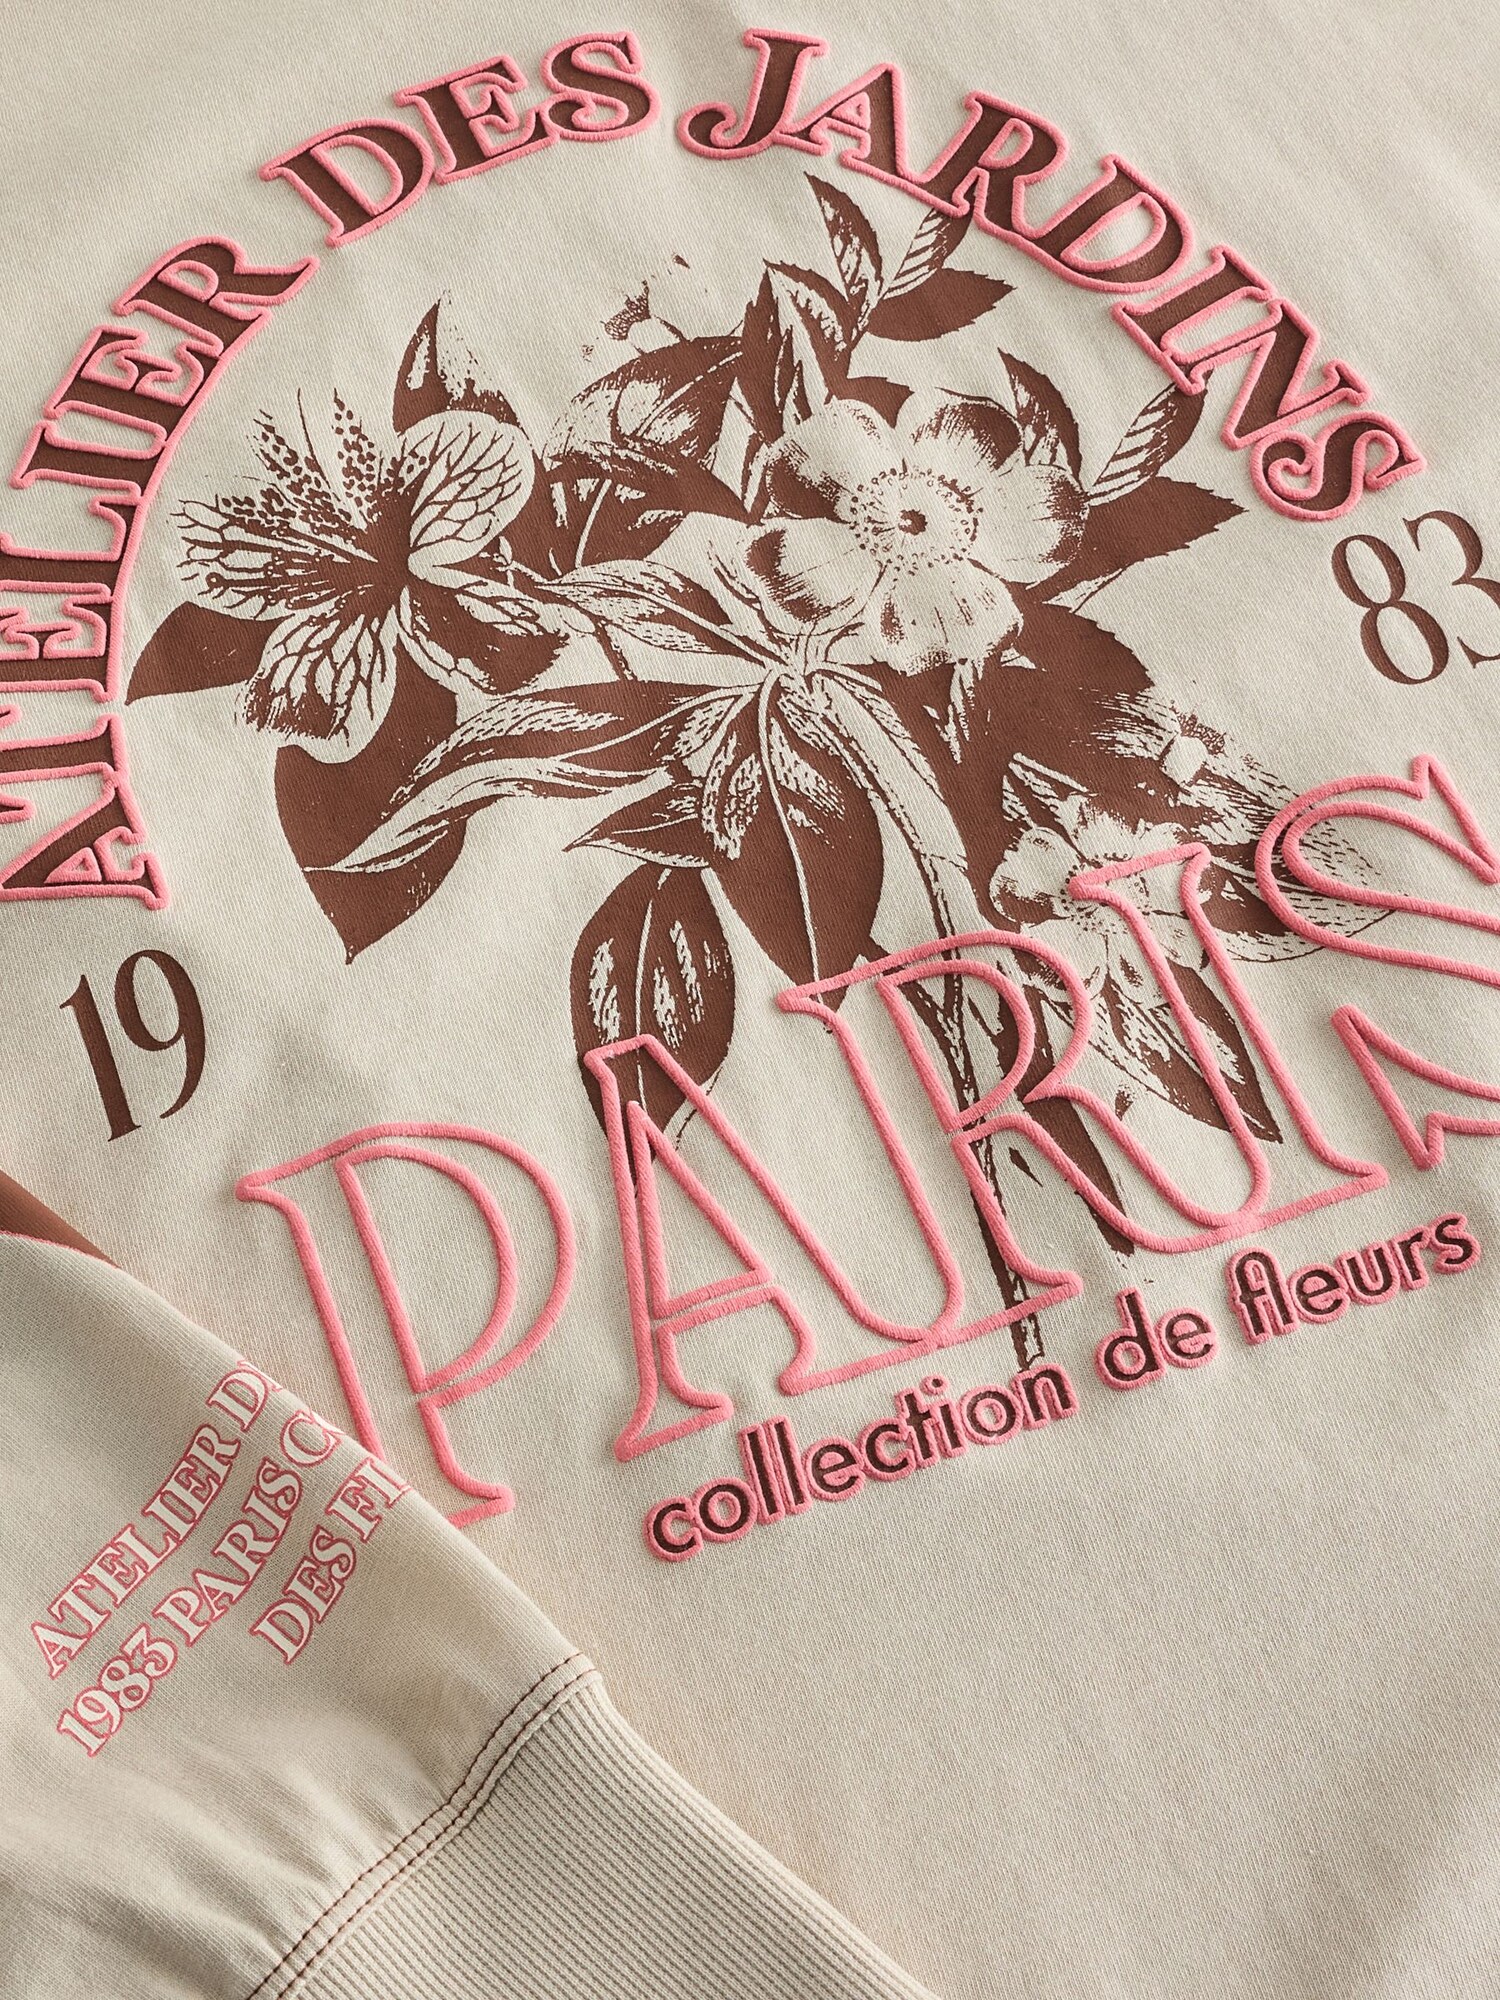 ATELIER DES JARDINS
19 83
PARIS
collection de fleurs
ATELIER
1983 PARIS
DES